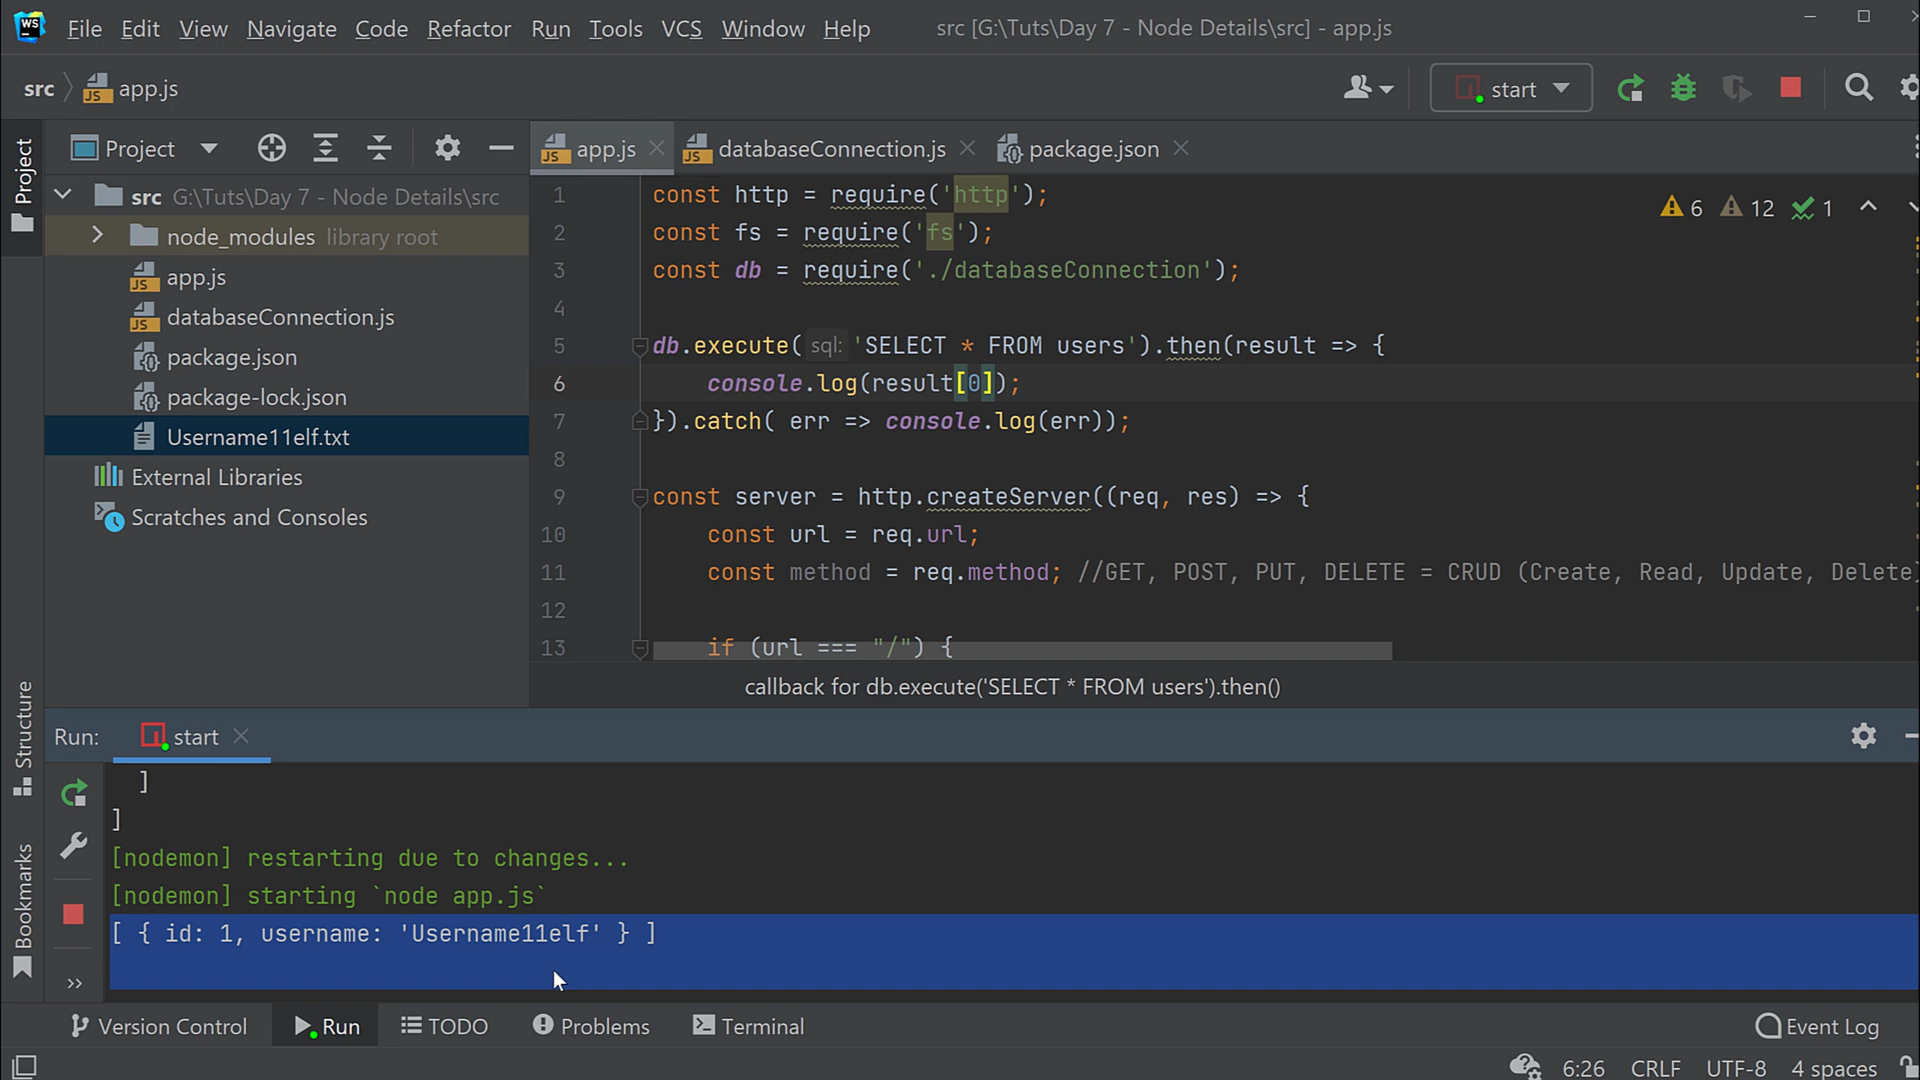 WS File Edit View Navigate Code Refactor Run Tools VCS Window Help src [G:\Tuts\Day 7 - Node Details\src] - app.js
src app.js start
Project
Project
src G:\Tuts\Day 7 - Node Details\src
node_modules library root
app.js
databaseConnection.js
package.json
package-lock.json
Username11elf.txt
External Libraries
Scratches and Consoles
app.js databaseConnection.js package.json
6 12 1
1 const http = require('http');
2 const fs = require('fs');
3 const db = require('./databaseConnection');
4
5 db.execute( sql: 'SELECT * FROM users').then(result => {
6 console.log(result[0]);
7 }).catch( err => console.log(err));
8
9 const server = http.createServer((req, res) => {
10 const url = req.url;
11 const method = req.method; //GET, POST, PUT, DELETE = CRUD (Create, Read, Update, Delete)
12
13 if (url === "/") {
callback for db.execute('SELECT * FROM users').then()
Structure
Bookmarks
Run: start
]
]
[nodemon] restarting due to changes...
[nodemon] starting `node app.js`
[ { id: 1, username: 'Username11elf' } ]
Version Control Run TODO Problems Terminal Event Log
6:26 CRLF UTF-8 4 spaces